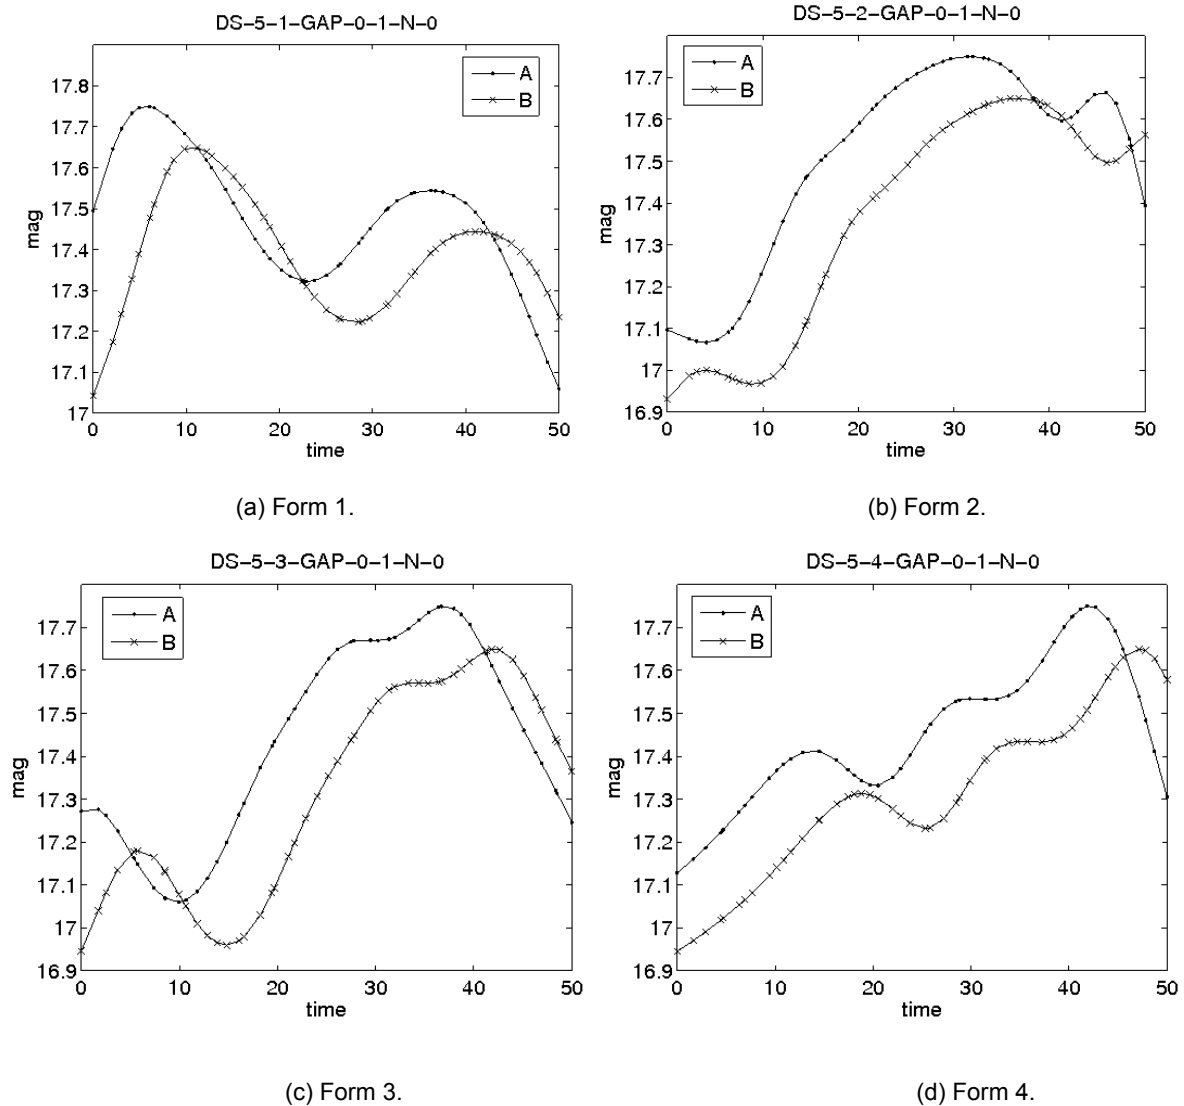 DS-5-1-GAP-0-1-N-0
mag
17.8
17.7
17.6
17.5
17.4
17.3
17.2
17.1
17
0 10 20 30 40 50
time
A
B
(a) Form 1.
DS-5-2-GAP-0-1-N-0
mag
17.7
17.6
17.5
17.4
17.3
17.2
17.1
17
16.9
0 10 20 30 40 50
time
A
B
(b) Form 2.
DS-5-3-GAP-0-1-N-0
mag
17.7
17.6
17.5
17.4
17.3
17.2
17.1
17
16.9
0 10 20 30 40 50
time
A
B
(c) Form 3.
DS-5-4-GAP-0-1-N-0
mag
17.7
17.6
17.5
17.4
17.3
17.2
17.1
17
16.9
0 10 20 30 40 50
time
A
B
(d) Form 4.